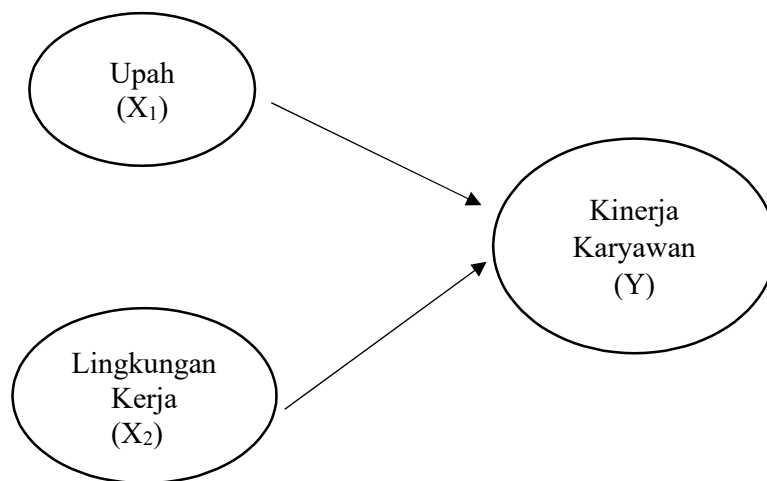 Upah
(X₁)
Kinerja
Karyawan
(Y)
Lingkungan
Kerja
(X₂)